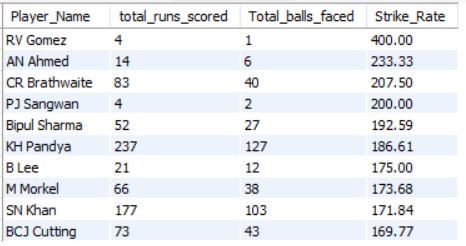 Player_Name total_runs_scored Total_balls_faced Strike_Rate
RV Gomez 4 1 400.00
AN Ahmed 14 6 233.33
CR Brathwaite 83 40 207.50
PJ Sangwan 4 2 200.00
Bipul Sharma 52 27 192.59
KH Pandya 237 127 186.61
B Lee 21 12 175.00
M Morkel 66 38 173.68
SN Khan 177 103 171.84
BCJ Cutting 73 43 169.77